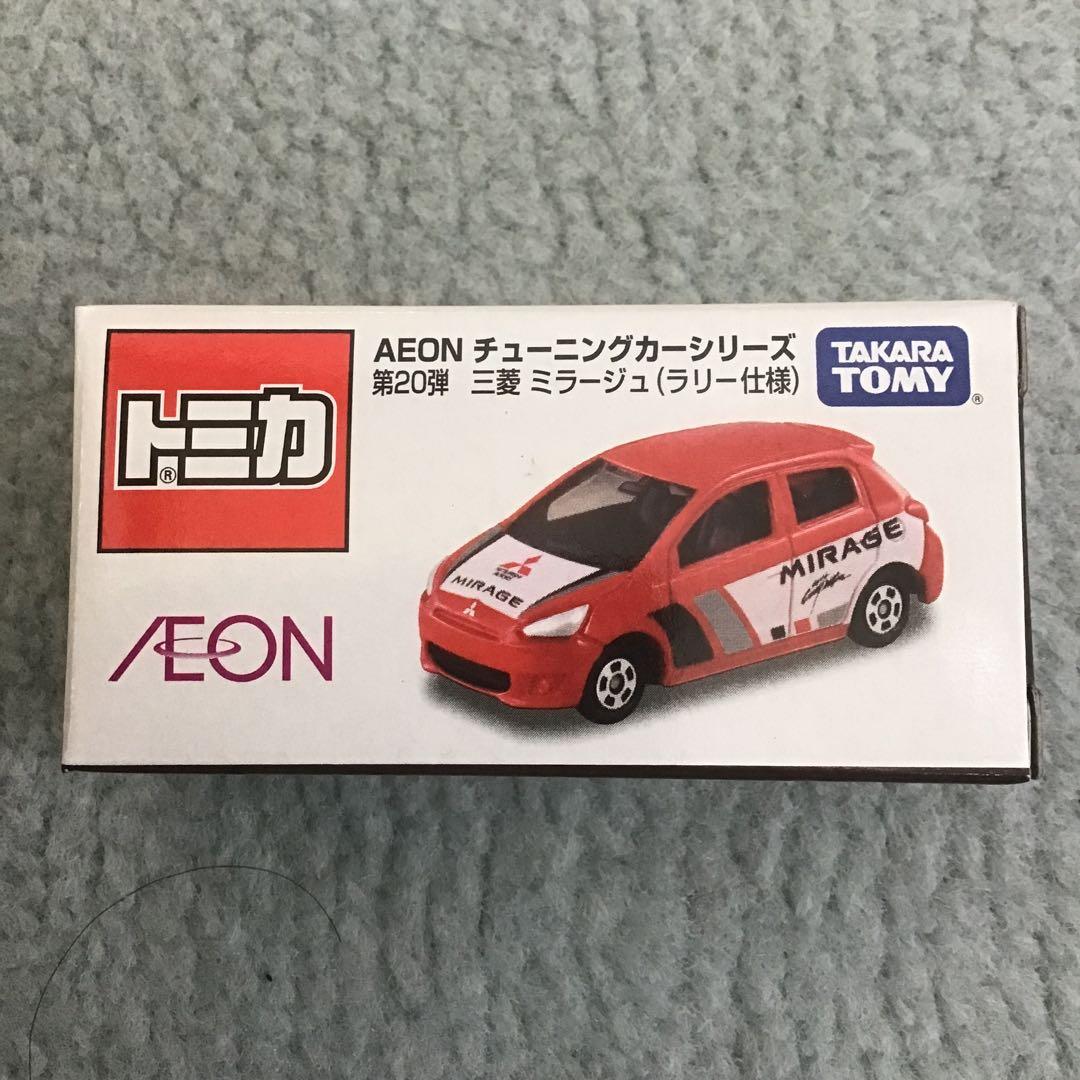 AEON チューニングカーシリーズ
第20弾 三菱 ミラージュ(ラリー仕様)
トミカ®
TAKARA
TOMY®
AEON
MIRAGE
MIRAGE